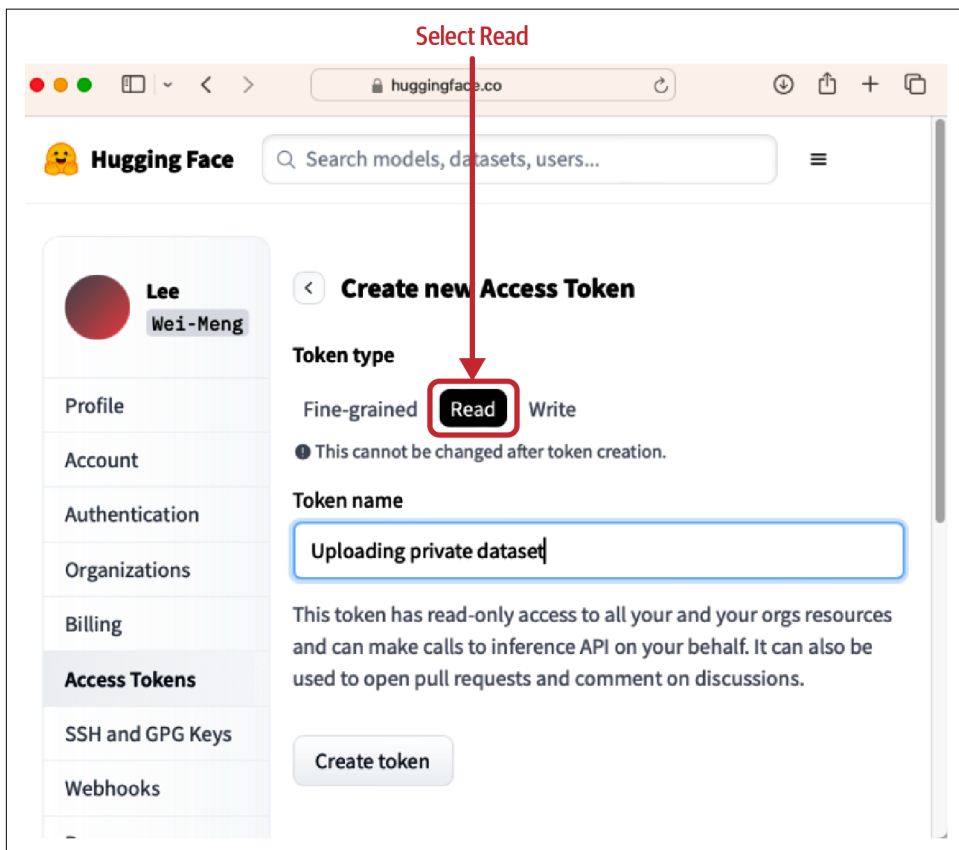 Select Read
huggingface.co
Hugging Face
Search models, datasets, users...
Lee
Wei-Meng
Profile
Account
Authentication
Organizations
Billing
Access Tokens
SSH and GPG Keys
Webhooks
Create new Access Token
Token type
Fine-grained Read Write
This cannot be changed after token creation.
Token name
Uploading private dataset
This token has read-only access to all your and your orgs resources
and can make calls to inference API on your behalf. It can also be
used to open pull requests and comment on discussions.
Create token